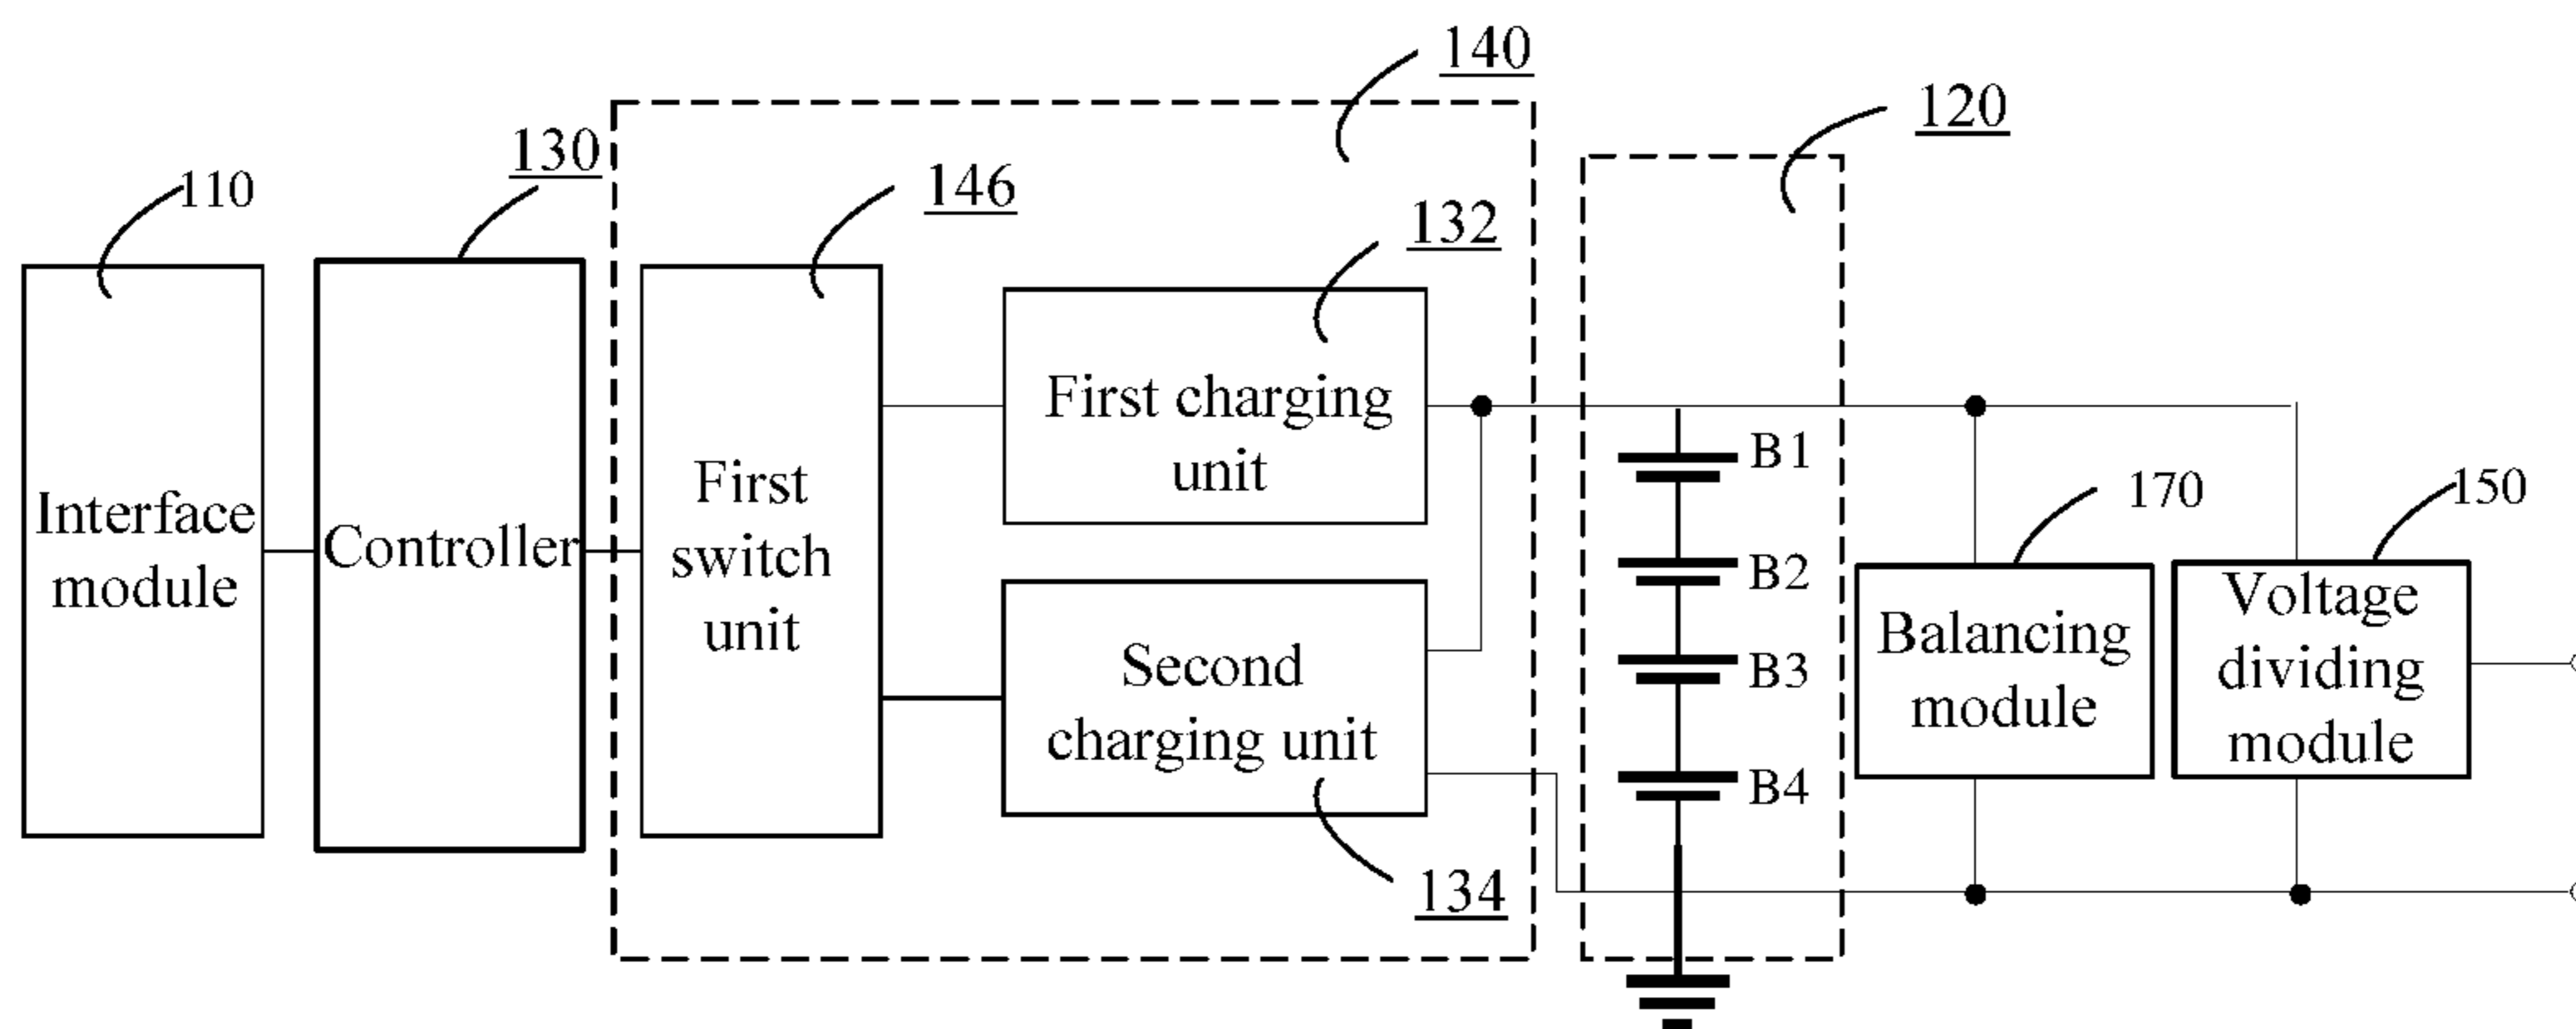 140
120
130
110
146
132
First charging
unit
B1
B2
B3
B4
170
150
Interface
module
Controller
First
switch
unit
Second
charging unit
134
Balancing
module
Voltage
dividing
module